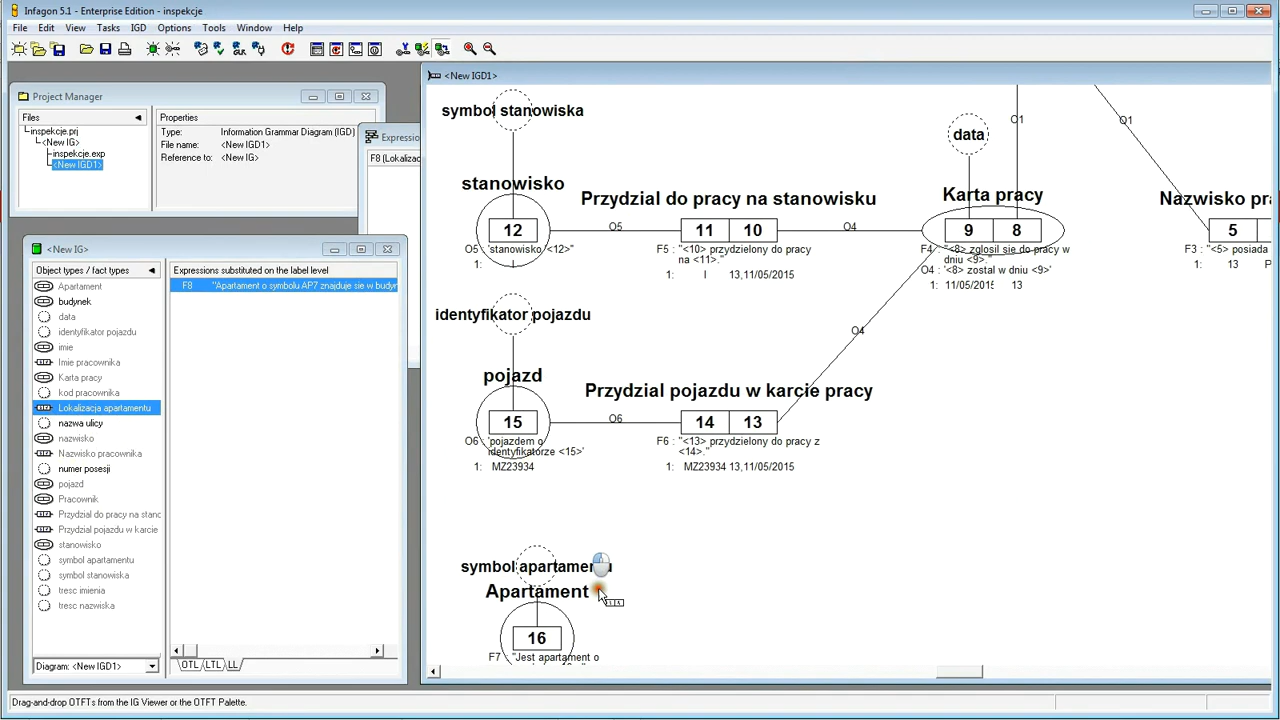 Infagon 5.1 - Enterprise Edition - inspekcje
File Edit View Tasks IGD Options Tools Window Help
Project Manager
Files
inspekcje.prj
<New IG>
inspekcje.exp
<New IGD1>
Properties
Type: Information Grammar Diagram (IGD)
File name: <New IGD1>
Reference to: <New IG>
Expressio
F8 (Lokalizac
<New IG>
Object types / fact types
Apartament
budynek
data
identyfikator pojazdu
imie
Imie pracownika
Karta pracy
kod pracownika
Lokalizacja apartamentu
nazwa ulicy
nazwisko
Nazwisko pracownika
numer posesji
pojazd
Pracownik
Przydzial do pracy na stanc
Przydzial pojazdu w karcie
stanowisko
symbol apartamentu
symbol stanowiska
tresc imienia
tresc nazwiska
Diagram: <New IGD1>
Expressions substituted on the label level
F8 "Apartament o symbolu AP7 znajduje sie w budyr
OTL LTL LL
<New IGD1>
symbol stanowiska
stanowisko
12
O5 : 'stanowisko <12>'
1: I
O5
Przydzial do pracy na stanowisku
11 10
F5 : "<10> przydzielony do pracy
na <11>."
1: I 13,11/05/2015
O4
data
O1
Karta pracy
9 8
F4 : "<8> zglosil sie do pracy w
dniu <9>."
O4 : '<8> zostal w dniu <9>'
1: 11/05/2015 13
O1
Nazwisko pra
5
F3 : "<5> posiada
1: 13
identyfikator pojazdu
pojazd
15
O6 : 'pojazdem o
identyfikatorze <15>'
1: MZ23934
O6
Przydzial pojazdu w karcie pracy
14 13
F6 : "<13> przydzielony do pracy z
<14>."
1: MZ23934 13,11/05/2015
O4
symbol apartamentu
Apartament
16
F7 : "Jest apartament o
Drag-and-drop OTFTs from the IG Viewer or the OTFT Palette.